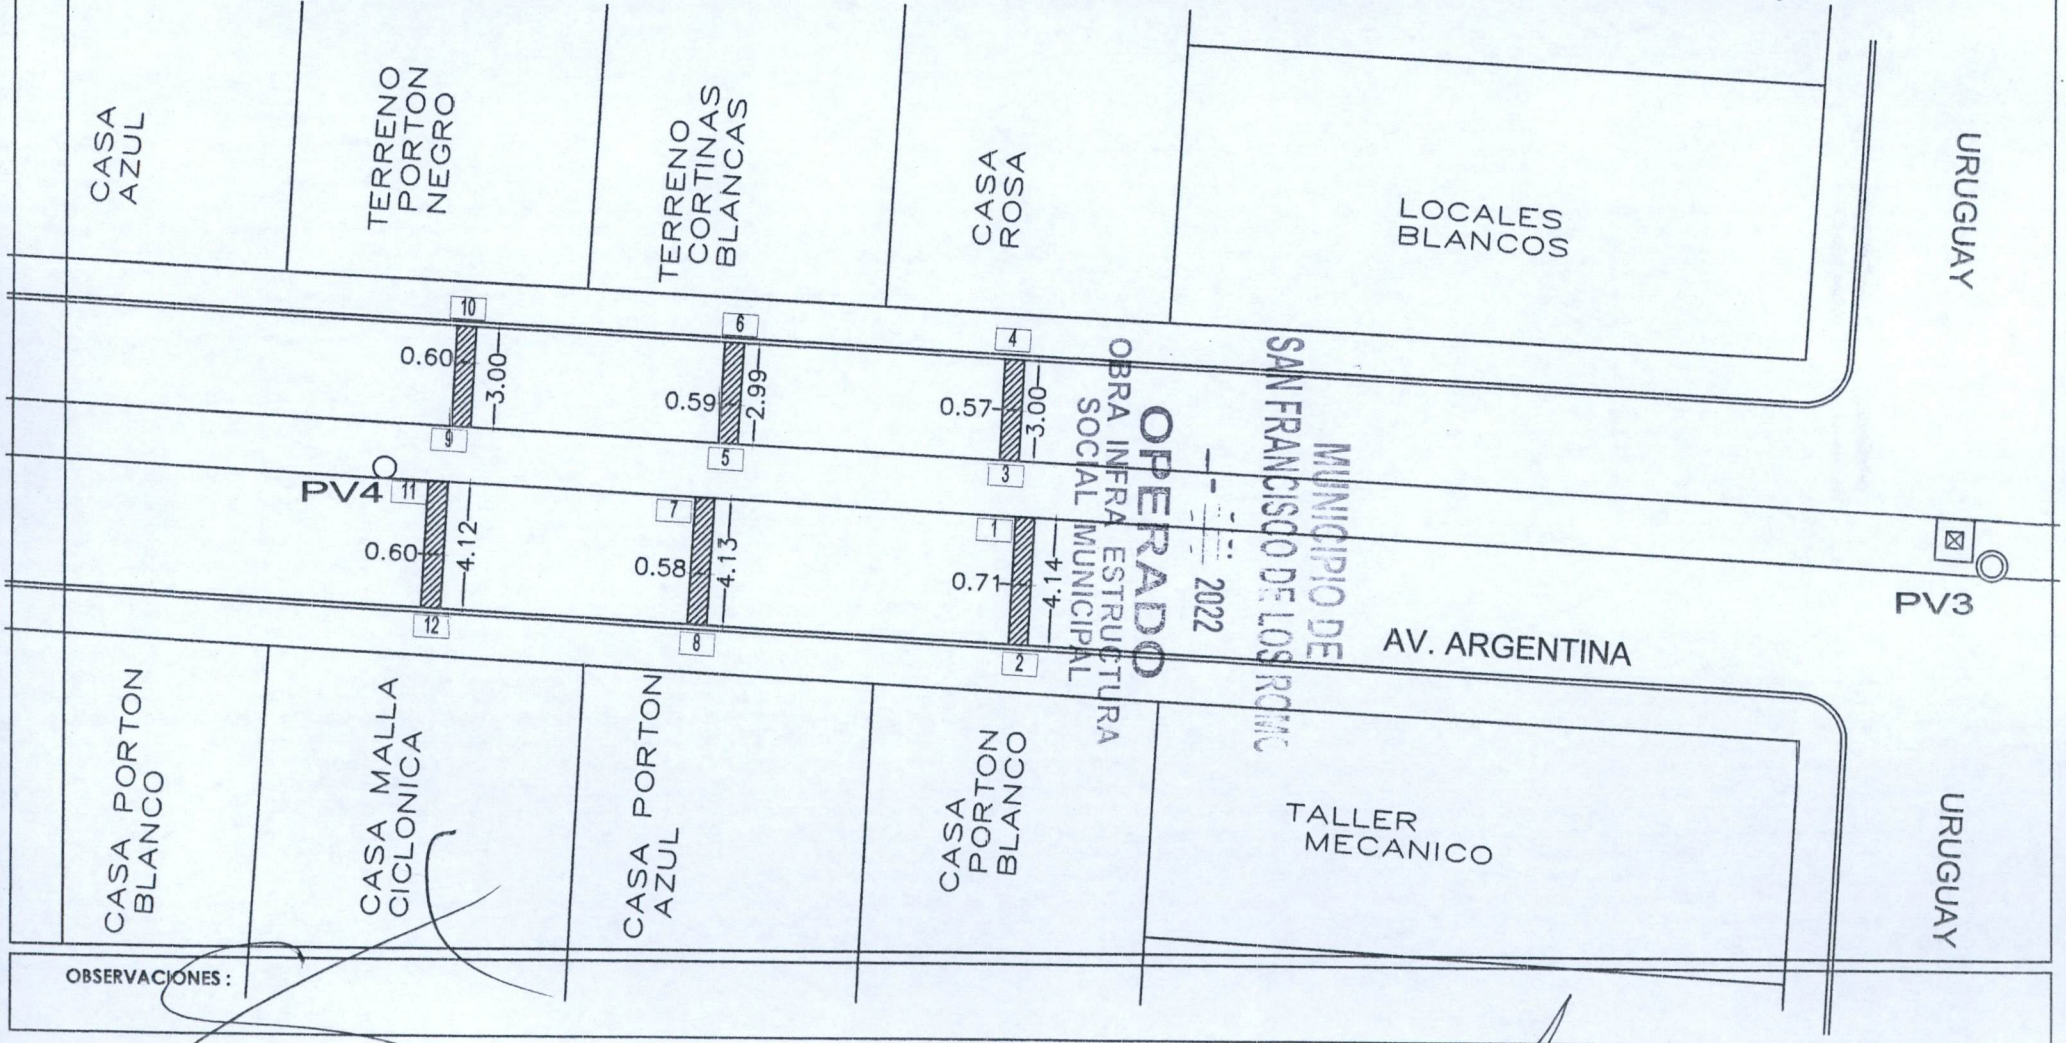 CASA
AZUL
TERRENO
PORTON
NEGRO
TERRENO
CORTINAS
BLANCAS
CASA
ROSA
LOCALES
BLANCOS
URUGUAY
10
0.60
3.00
9
6
0.59
2.99
5
4
0.57
3.00
3
PV4
11
0.60
4.12
12
7
0.58
4.13
8
1
0.71
4.14
2
OPERADO
OBRA INFRA ESTRUCTURA
SOCIAL MUNICIPAL
2022
MUNICIPIO DE
SAN FRANCISCO DE LOS ROMO
PV3
AV. ARGENTINA
CASA PORTON
BLANCO
CASA MALLA
CICLONICA
CASA PORTON
AZUL
CASA
PORTON
BLANCO
TALLER
MECANICO
URUGUAY
OBSERVACIONES :